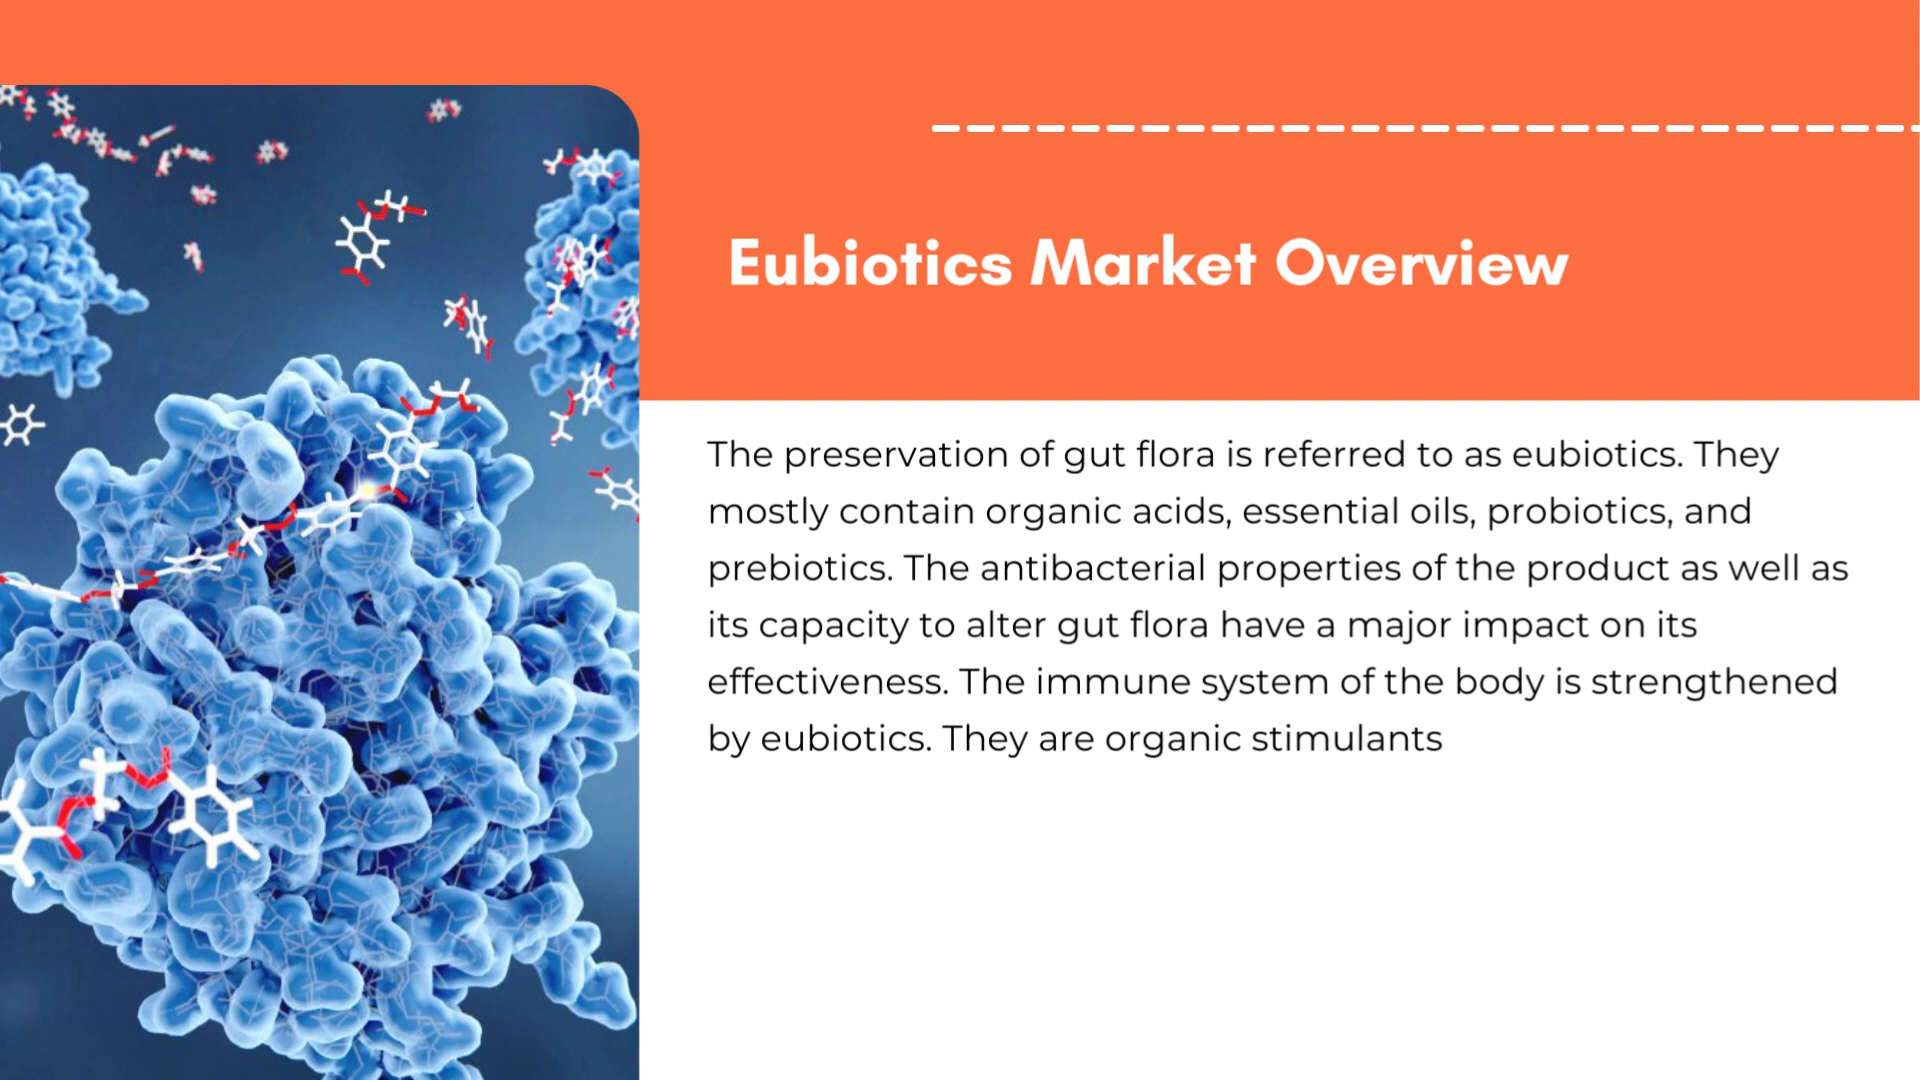 Eubiotics Market Overview
The preservation of gut flora is referred to as eubiotics. They
mostly contain organic acids, essential oils, probiotics, and
prebiotics. The antibacterial properties of the product as well as
its capacity to alter gut flora have a major impact on its
effectiveness. The immune system of the body is strengthened
by eubiotics. They are organic stimulants